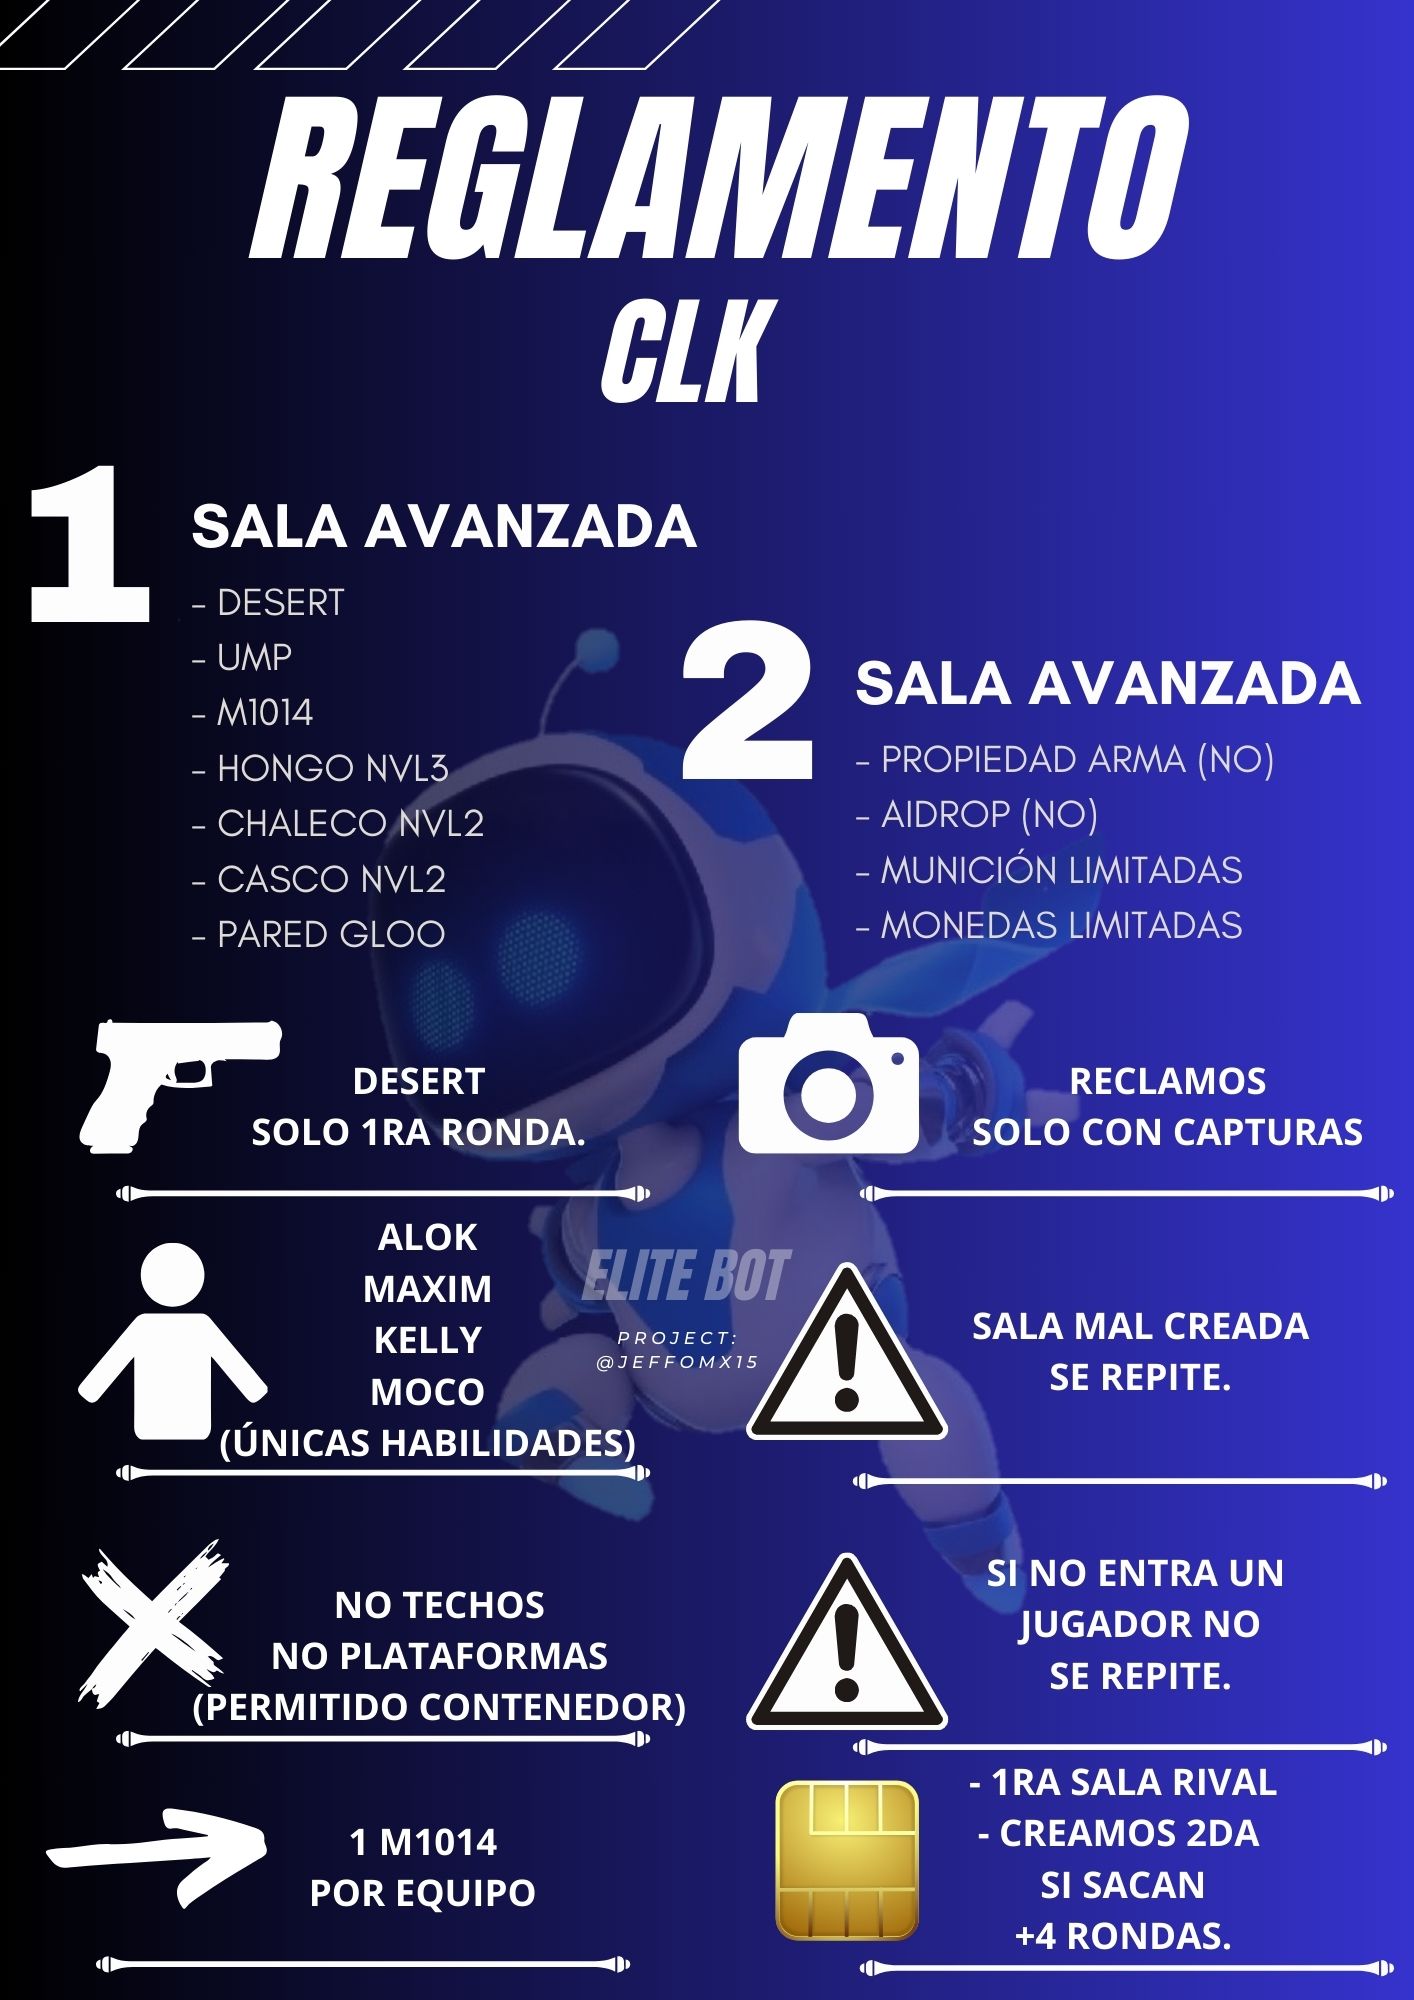 REGLAMENTO
CLK
1
SALA AVANZADA
- DESERT
- UMP
- M1014
- HONGO NVL3
- CHALECO NVL2
- CASCO NVL2
- PARED GLOO
2
SALA AVANZADA
- PROPIEDAD ARMA (NO)
- AIDROP (NO)
- MUNICIÓN LIMITADAS
- MONEDAS LIMITADAS
DESERT
SOLO 1RA RONDA.
RECLAMOS
SOLO CON CAPTURAS
ALOK
MAXIM
KELLY
MOCO
(ÚNICAS HABILIDADES)
ELITE BOT
PROJECT:
@JEFFOMX15
SALA MAL CREADA
SE REPITE.
NO TECHOS
NO PLATAFORMAS
(PERMITIDO CONTENEDOR)
SI NO ENTRA UN
JUGADOR NO
SE REPITE.
1 M1014
POR EQUIPO
- 1RA SALA RIVAL
- CREAMOS 2DA
SI SACAN
+4 RONDAS.